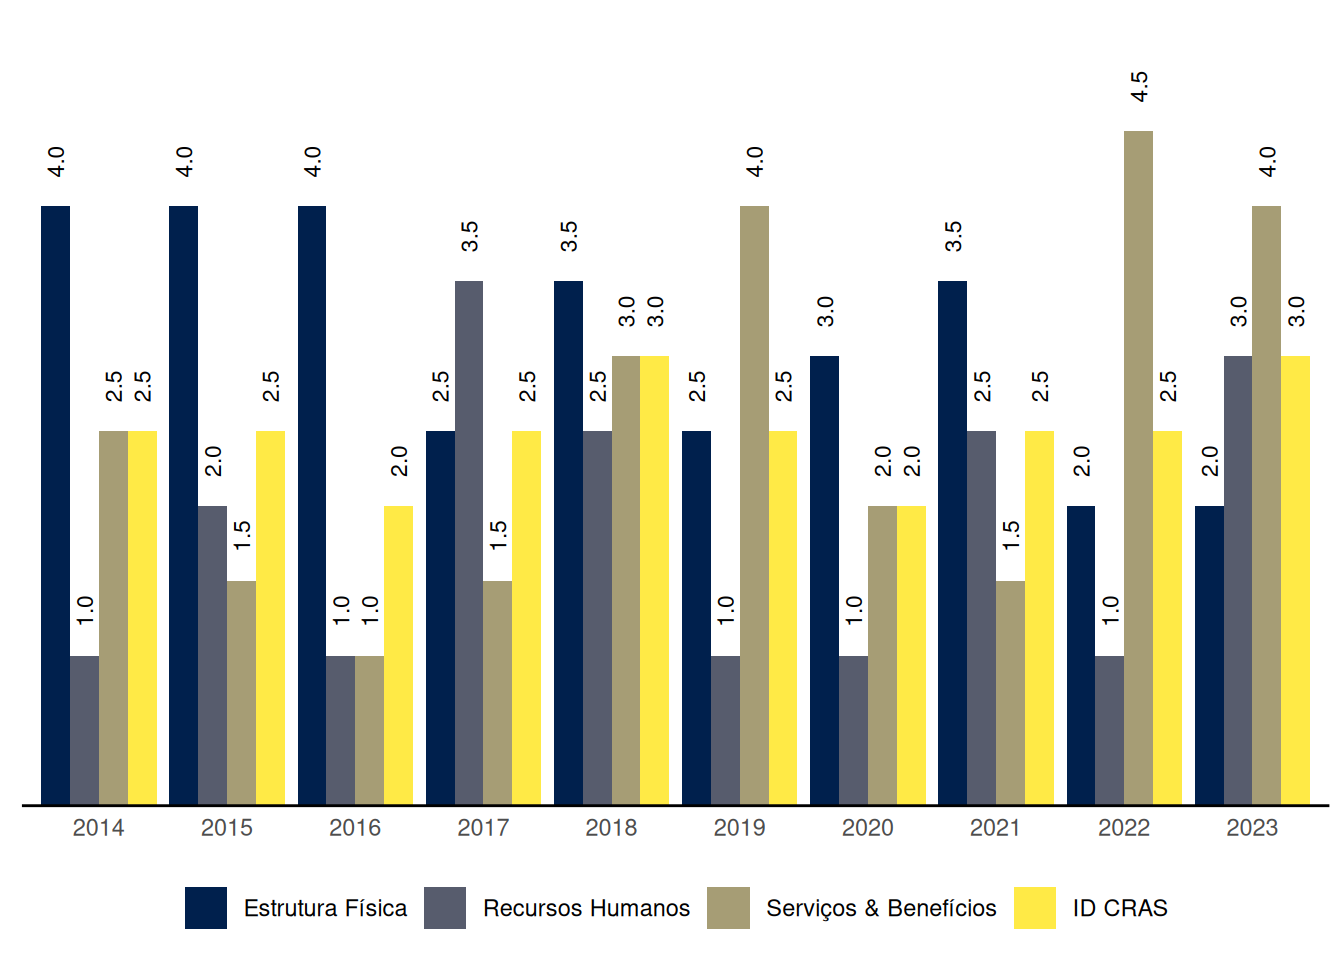 4.5
4.0 4.0 4.0 4.0 4.0
3.5 3.5 3.5
3.0 3.0 3.0 3.0 3.0
2.5 2.5 2.5 2.5 2.5 2.5 2.5 2.5 2.5 2.5 2.5
2.0 2.0 2.0 2.0 2.0 2.0
1.5 1.5 1.5
1.0 1.0 1.0 1.0 1.0 1.0
2014 2015 2016 2017 2018 2019 2020 2021 2022 2023
Estrutura Física Recursos Humanos Serviços & Benefícios ID CRAS